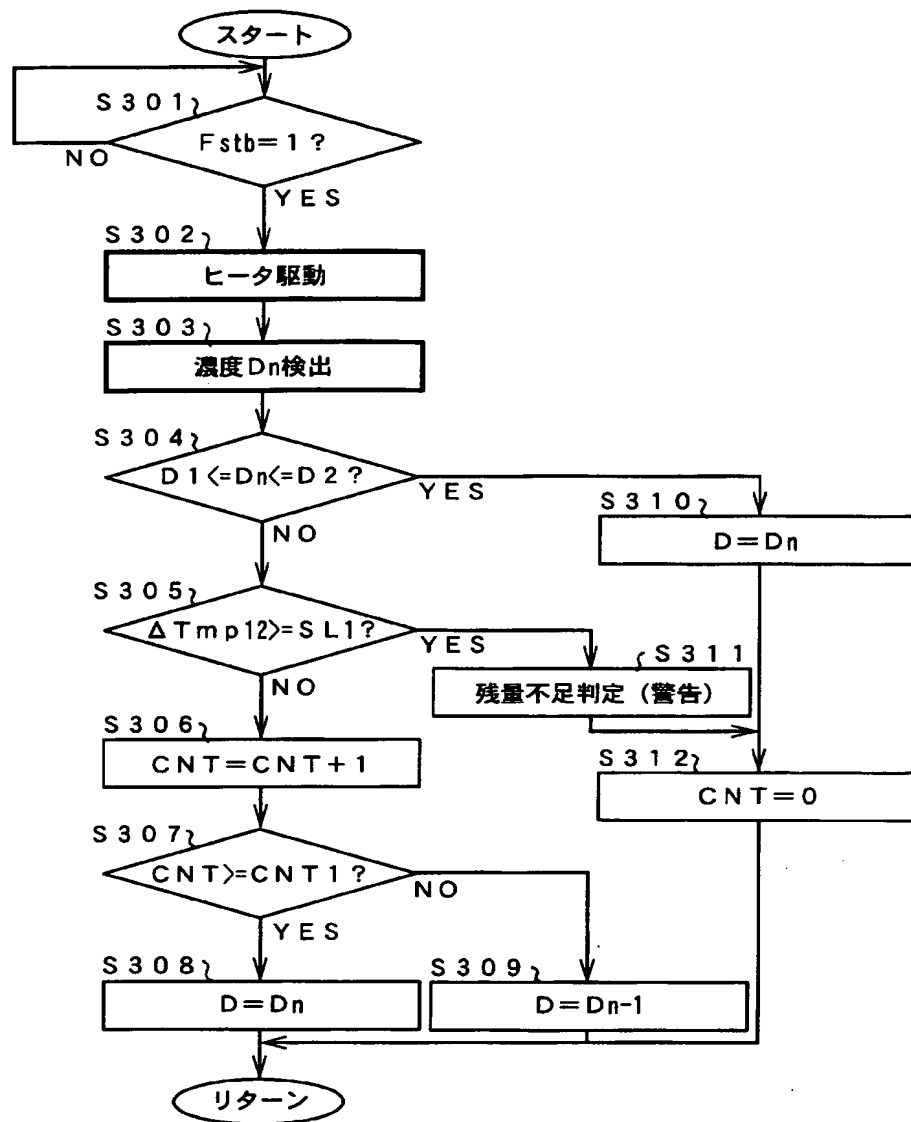 スタート
S301
Fstb=1?
NO
YES
S302
ヒータ駆動
S303
濃度Dn検出
S304
D1<=Dn<=D2?
YES
NO
S310
D=Dn
S305
ΔTmp12>=SL1?
YES
NO
S311
残量不足判定(警告)
S306
CNT=CNT+1
S312
CNT=0
S307
CNT>=CNT1?
NO
YES
S308
D=Dn
S309
D=Dn-1
リターン